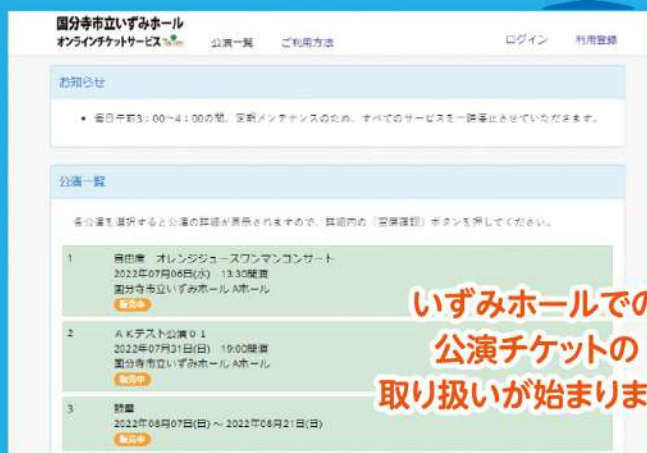 国分寺市立いずみホール
オンラインチケットサービス
公演一覧
ご利用方法
ログイン
利用登録
お知らせ
• 毎日午前3:00~4:00の間、定期メンテナンスのため、すべてのサービスを一時停止させていただきます。
公演一覧
各公演を選択すると公演の詳細が表示されますので、詳細内の「空席確認」ボタンを押してください。
1 自由席 オレンジジュースワンマンコンサート
2022年07月06日(水) 13:30開演
国分寺市立いずみホール Aホール
販売中
2 AKテスト公演01
2022年07月31日(日) 19:00開演
国分寺市立いずみホール Aホール
販売中
3
2022年08月07日(日) ~ 2022年08月21日(日)
販売中
いずみホールでの
公演チケットの
取り扱いが始まりま